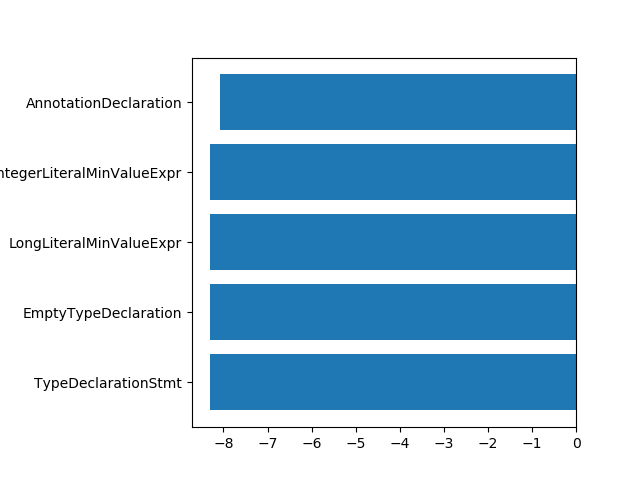 AnnotationDeclaration
ntegerLiteralMinValueExpr
LongLiteralMinValueExpr
EmptyTypeDeclaration
TypeDeclarationStmt
−8 −7 −6 −5 −4 −3 −2 −1 0